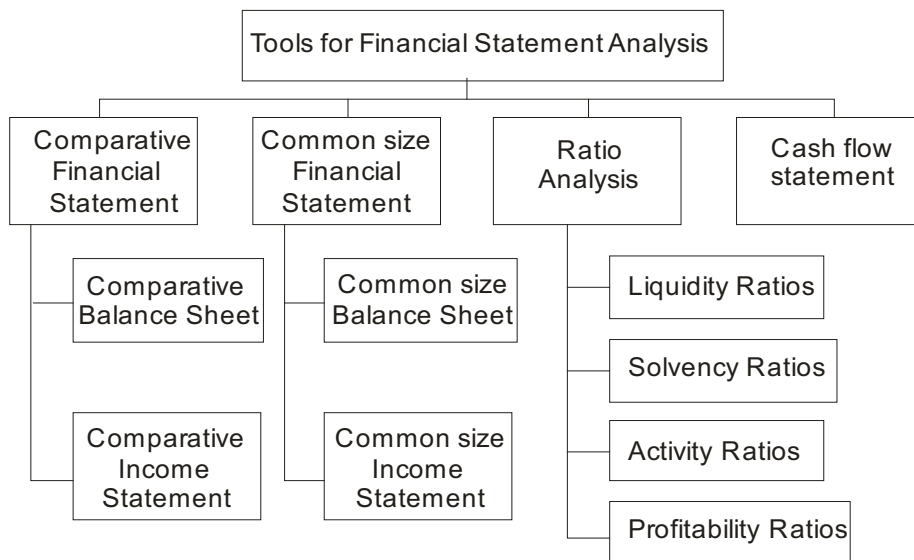 Tools for Financial Statement Analysis
Comparative
Financial
Statement
Common size
Financial
Statement
Ratio
Analysis
Cash flow
statement
Comparative
Balance Sheet
Common size
Balance Sheet
Liquidity Ratios
Solvency Ratios
Comparative
Income
Statement
Common size
Income
Statement
Activity Ratios
Profitability Ratios